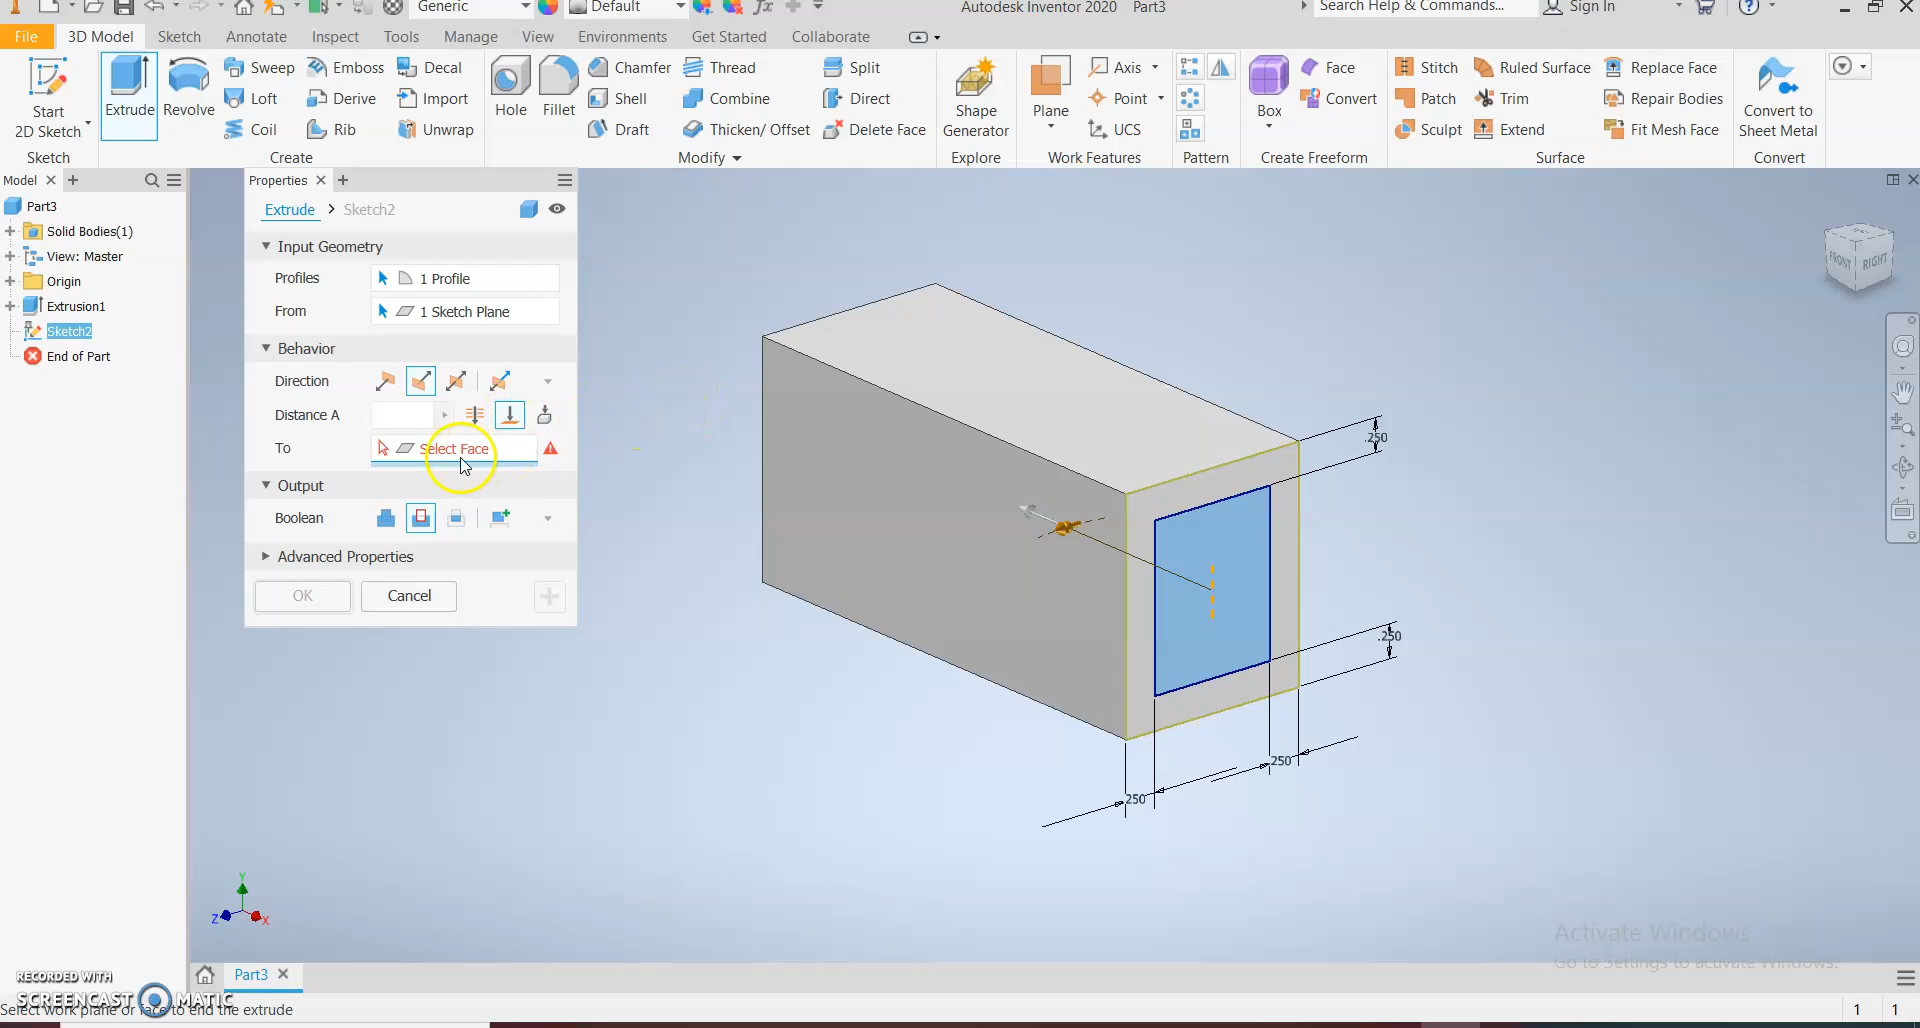 Generic
Default
fx
Autodesk Inventor 2020 Part3
Search Help & Commands...
Sign In
File
3D Model
Sketch
Annotate
Inspect
Tools
Manage
View
Environments
Get Started
Collaborate
Start
2D Sketch
Extrude
Revolve
Sweep
Loft
Coil
Emboss
Derive
Rib
Decal
Import
Unwrap
Hole
Fillet
Chamfer
Shell
Draft
Thread
Combine
Thicken/ Offset
Split
Direct
Delete Face
Shape
Generator
Plane
Axis
Point
UCS
Box
Face
Convert
Stitch
Patch
Sculpt
Ruled Surface
Trim
Extend
Replace Face
Repair Bodies
Fit Mesh Face
Convert to
Sheet Metal
Sketch
Create
Modify
Explore
Work Features
Pattern
Create Freeform
Surface
Convert
Model
Part3
Solid Bodies(1)
View: Master
Origin
Extrusion1
Sketch2
End of Part
Properties
Extrude > Sketch2
Input Geometry
Profiles 1 Profile
From 1 Sketch Plane
Behavior
Direction
Distance A
To Select Face
Output
Boolean
Advanced Properties
OK
Cancel
FRONT
RIGHT
.250
.250
.250
.250
Y
Z
X
Activate Windows
Go to Settings to activate Windows.
Part3
RECORDED WITH
SCREENCAST MATIC
Select work plane or face to end the extrude
1 1